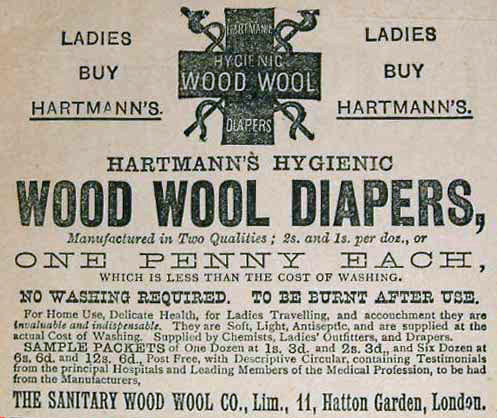 LADIES
BUY
HARTMANN'S.
HARTMANN'S
HYGIENIC
WOOD WOOL
DIAPERS
LADIES
BUY
HARTMANN'S.
HARTMANN'S HYGIENIC
WOOD WOOL DIAPERS,
Manufactured in Two Qualities; 2s. and 1s. per doz., or
ONE PENNY EACH,
WHICH IS LESS THAN THE COST OF WASHING.
NO WASHING REQUIRED. TO BE BURNT AFTER USE.
For Home Use, Delicate Health, for Ladies Travelling, and accouchment they are
invaluable and indispensable. They are Soft, Light, Antiseptic, and are supplied at the
actual Cost of Washing. Supplied by Chemists, Ladies' Outfitters, and Drapers.
SAMPLE PACKETS of One Dozen at 1s. 3d. and 2s. 3d., and Six Dozen at
6s. 6d. and 12s. 6d., Post Free, with Descriptive Circular, containing Testimonials
from the principal Hospitals and Leading Members of the Medical Profession, to be had
from the Manufacturers,
THE SANITARY WOOD WOOL CO., Lim., 11, Hatton Garden, London.